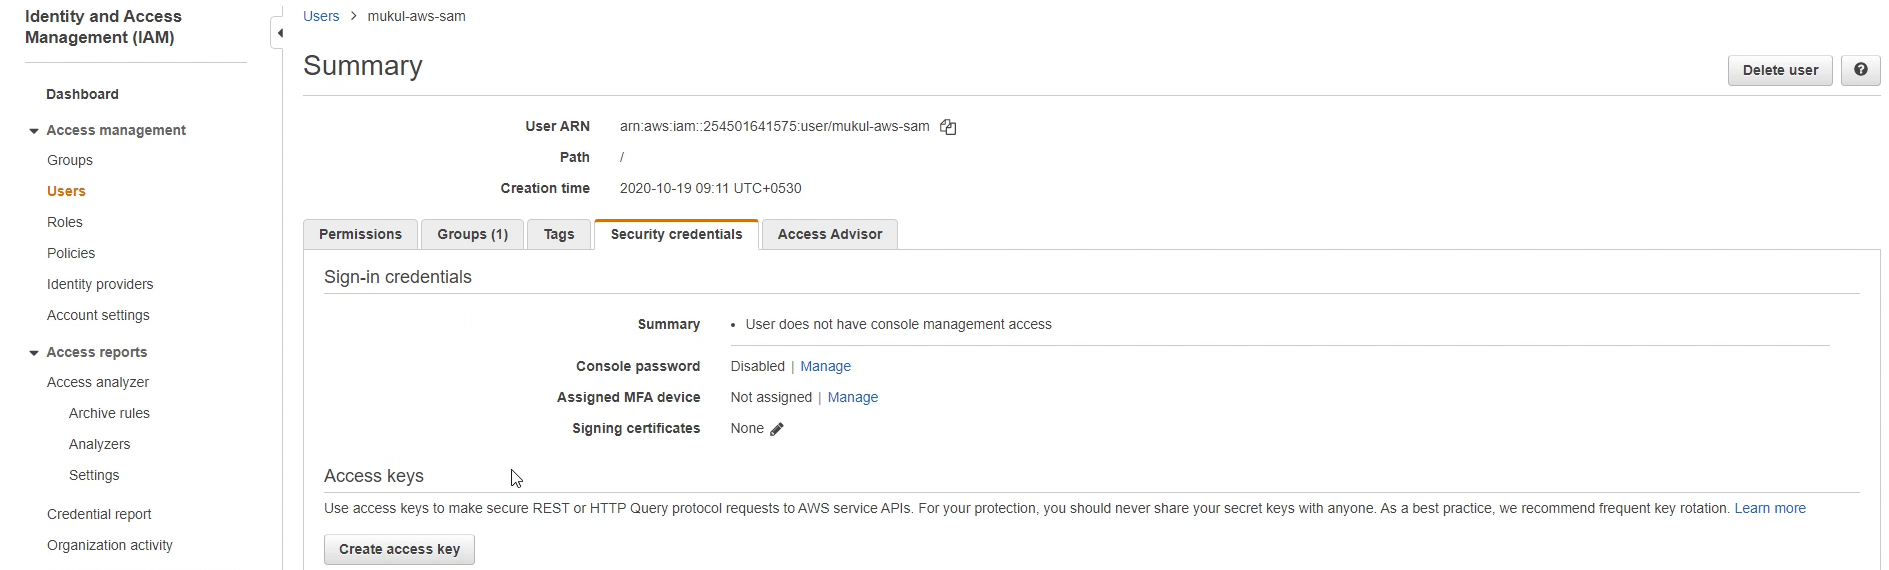 Identity and Access
Management (IAM)
Dashboard
Access management
Groups
Users
Roles
Policies
Identity providers
Account settings
Access reports
Access analyzer
Archive rules
Analyzers
Settings
Credential report
Organization activity
Users > mukul-aws-sam
Summary
Delete user
User ARN arn:aws:iam::254501641575:user/mukul-aws-sam
Path /
Creation time 2020-10-19 09:11 UTC+0530
Permissions Groups (1) Tags Security credentials Access Advisor
Sign-in credentials
Summary • User does not have console management access
Console password Disabled | Manage
Assigned MFA device Not assigned | Manage
Signing certificates None
Access keys
Use access keys to make secure REST or HTTP Query protocol requests to AWS service APIs. For your protection, you should never share your secret keys with anyone. As a best practice, we recommend frequent key rotation. Learn more
Create access key